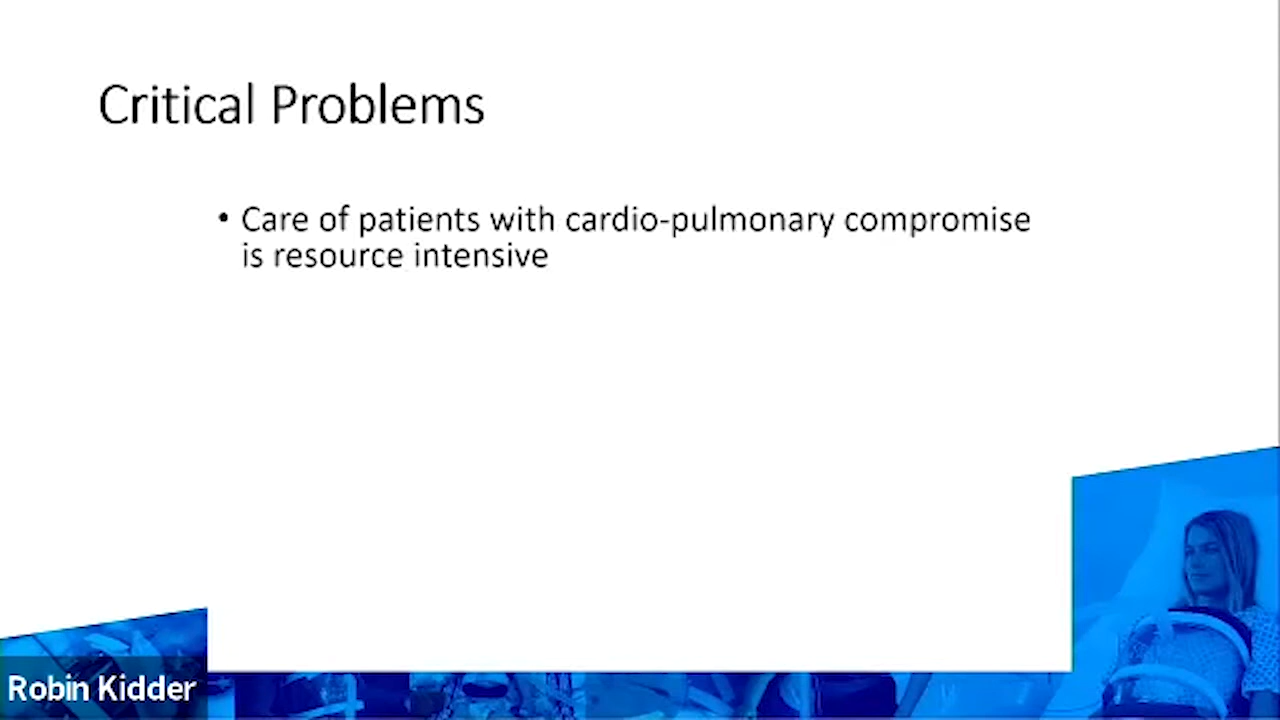 Critical Problems
• Care of patients with cardio-pulmonary compromise
is resource intensive
Robin Kidder